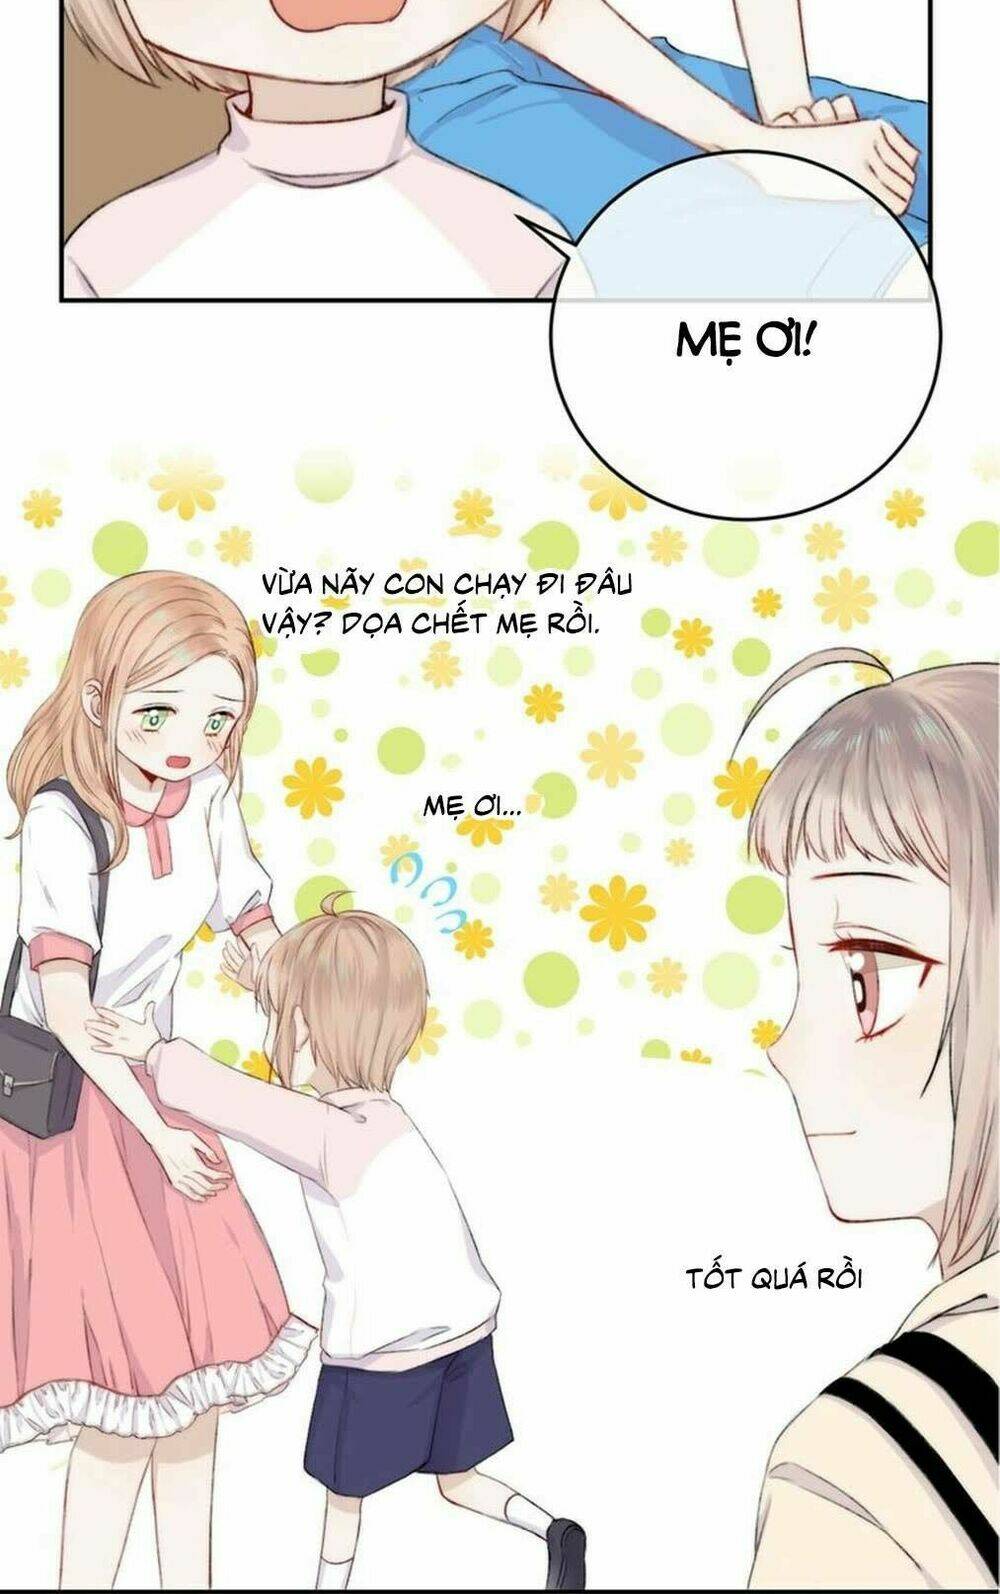 MẸ ƠI!
VỪA NÃY CON CHẠY ĐI ĐÂU
VẬY? DỌA CHẾT MẸ RỒI.
MẸ ƠI...
TỐT QUÁ RỒI